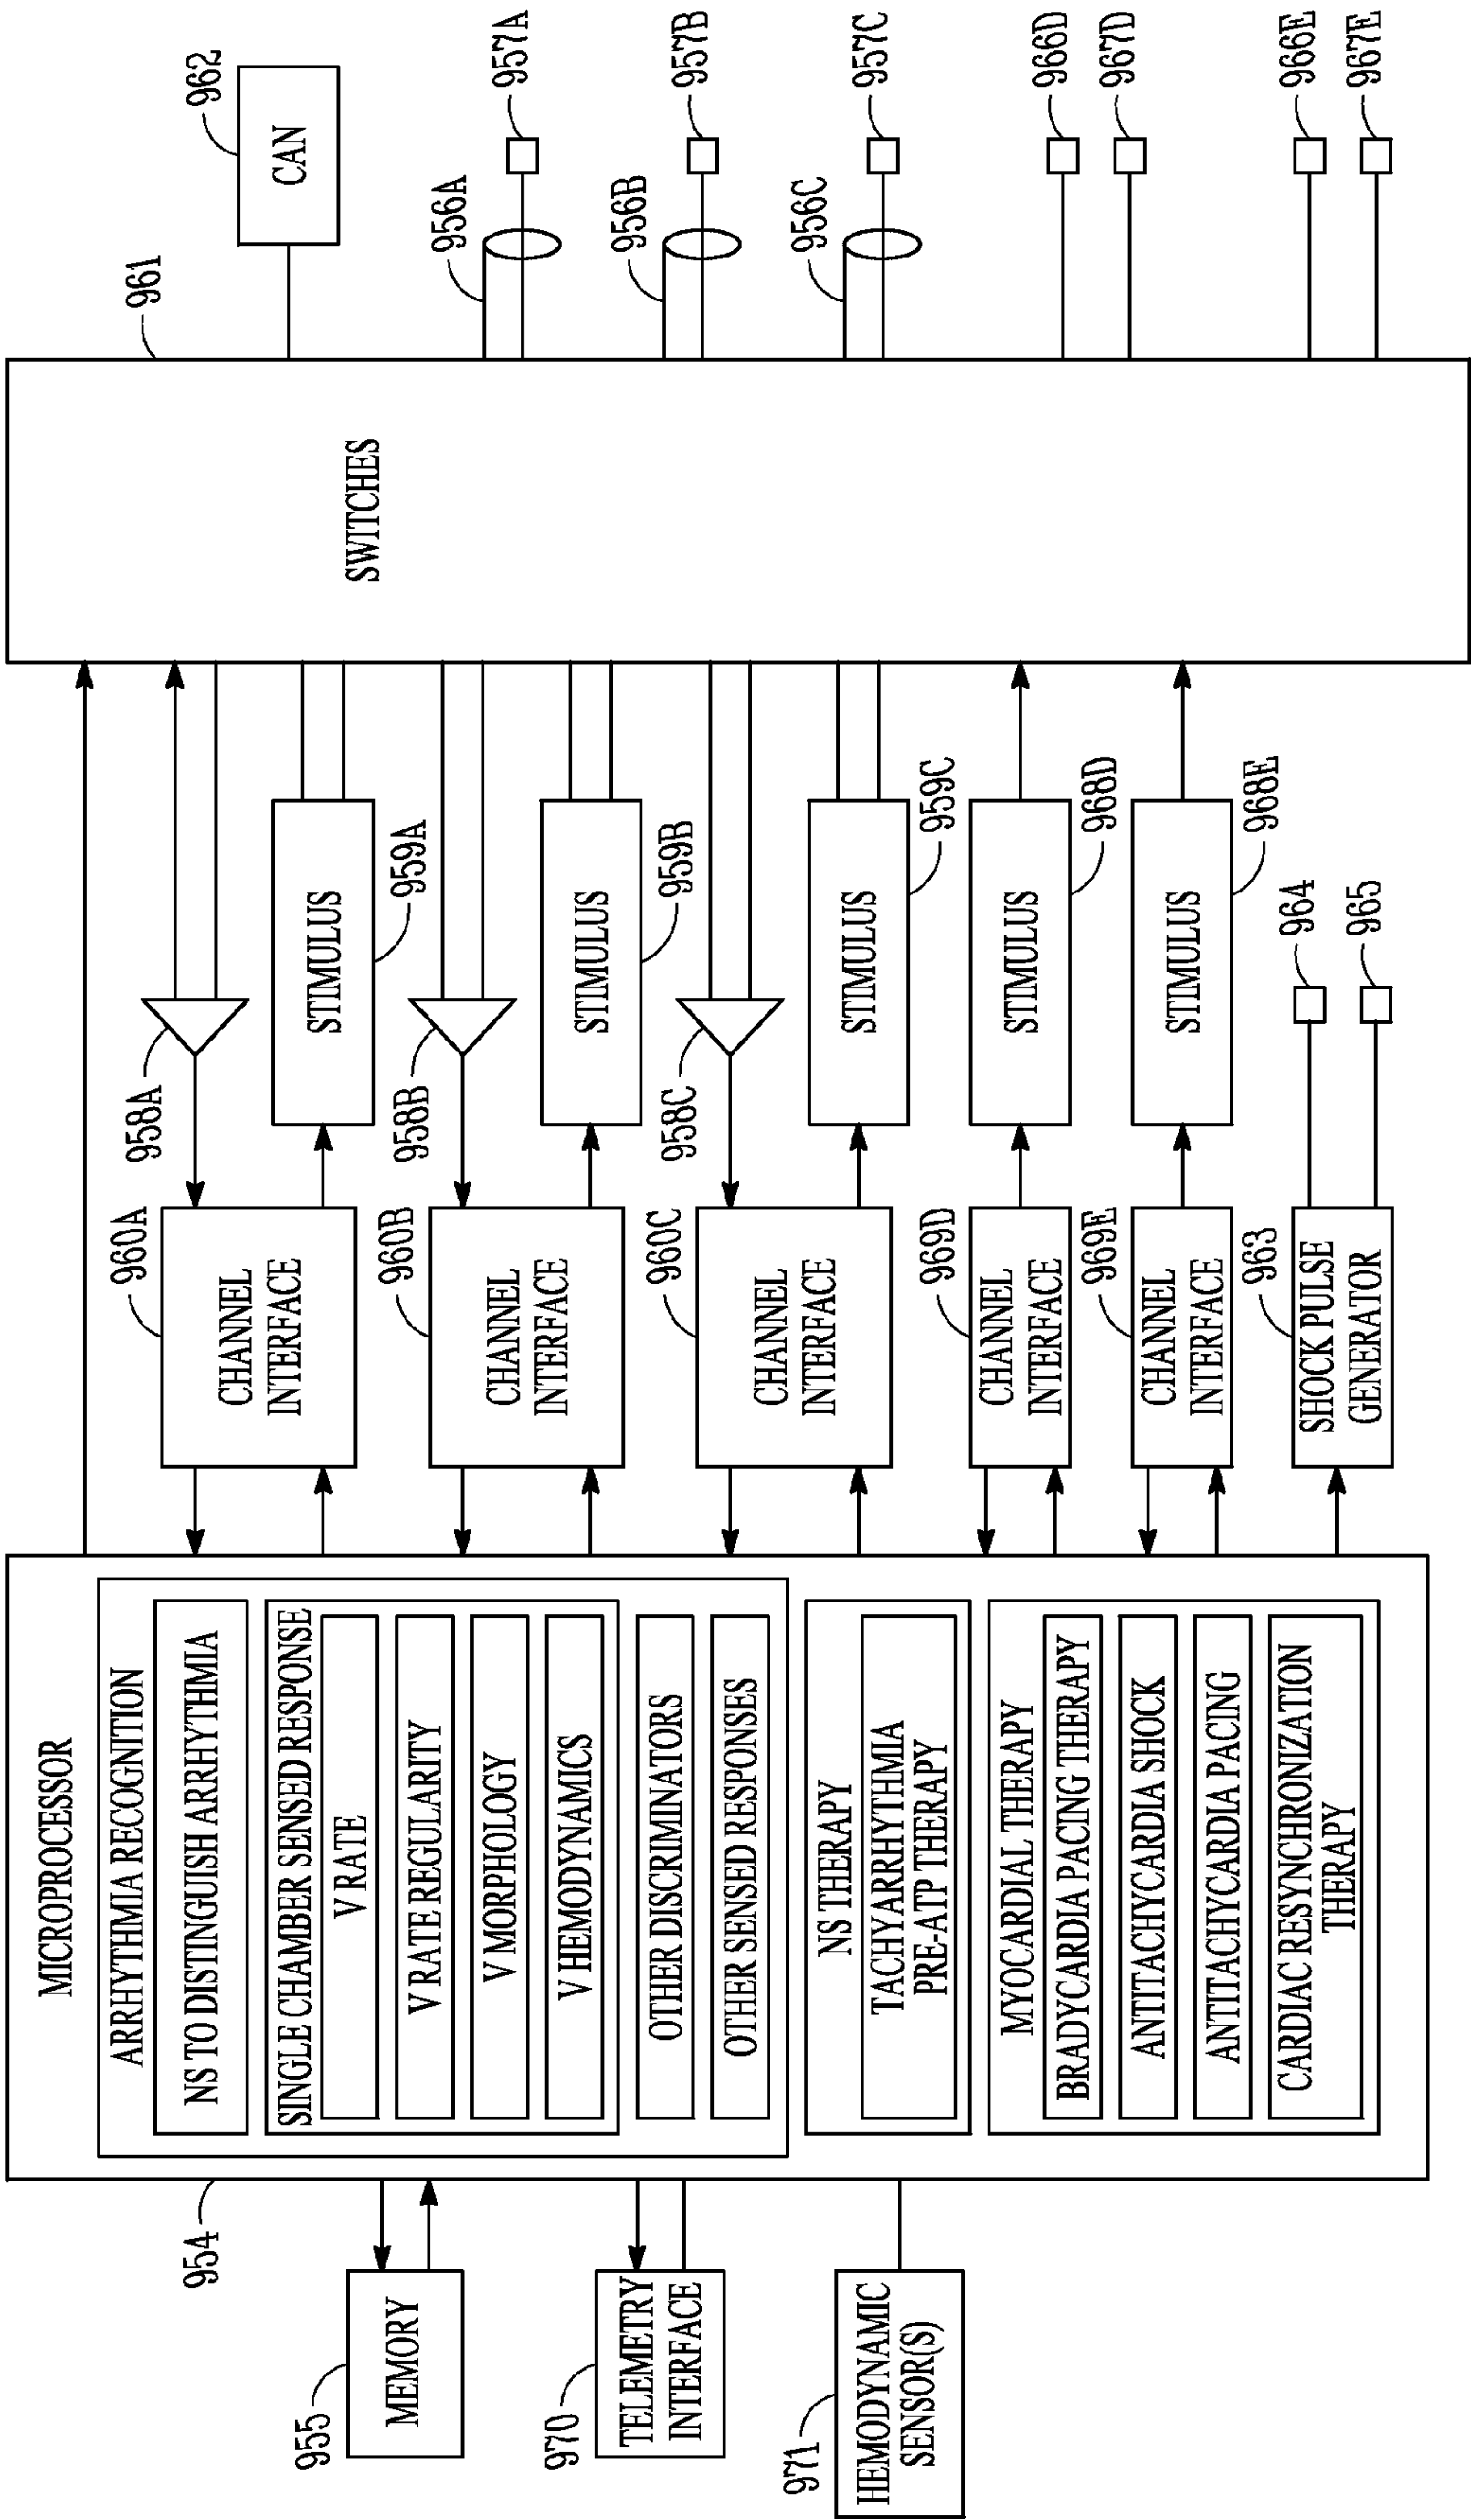 954
MICROPROCESSOR
ARRHYTHMIA RECOGNITION
NS TO DISTINGUISH ARRHYTHMIA
SINGLE CHAMBER SENSED RESPONSE
V RATE
V RATE REGULARITY
V MORPHOLOGY
V HEMODYNAMICS
OTHER DISCRIMINATORS
OTHER SENSED RESPONSES
NS THERAPY
TACHYARRHYTHMIA
PRE-ATP THERAPY
MYOCARDIAL THERAPY
BRADYCARDIA PACING THERAPY
ANTITACHYCARDIA SHOCK
ANTITACHYCARDIA PACING
CARDIAC RESYNCHRONIZATION
THERAPY
955
MEMORY
970
TELEMETRY
INTERFACE
971
HEMODYNAMIC
SENSOR(S)
960A
CHANNEL
INTERFACE
958A
STIMULUS
959A
960B
CHANNEL
INTERFACE
958B
STIMULUS
959B
960C
CHANNEL
INTERFACE
958C
STIMULUS
959C
969D
CHANNEL
INTERFACE
STIMULUS
968D
969E
CHANNEL
INTERFACE
STIMULUS
968E
963
SHOCK PULSE
GENERATOR
964
965
961
SWITCHES
962
CAN
956A
957A
956B
957B
956C
957C
966D
967D
966E
967E